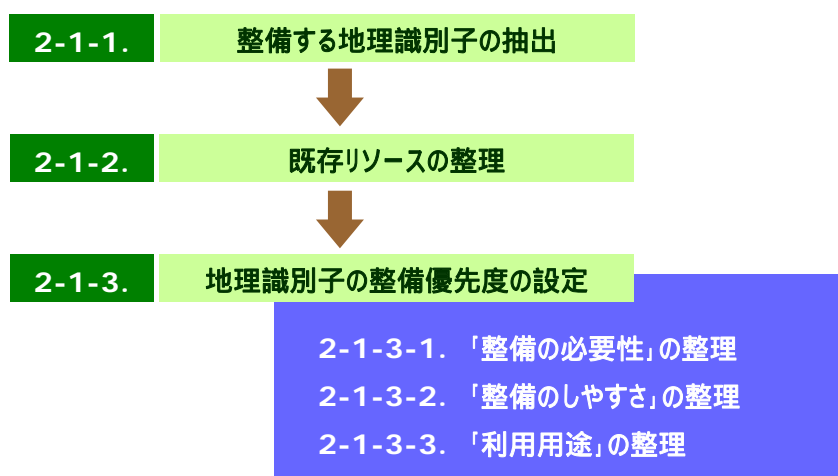 2-1-1. 整備する地理識別子の抽出
2-1-2. 既存リソースの整理
2-1-3. 地理識別子の整備優先度の設定
2-1-3-1. 「整備の必要性」の整理
2-1-3-2. 「整備のしやすさ」の整理
2-1-3-3. 「利用用途」の整理